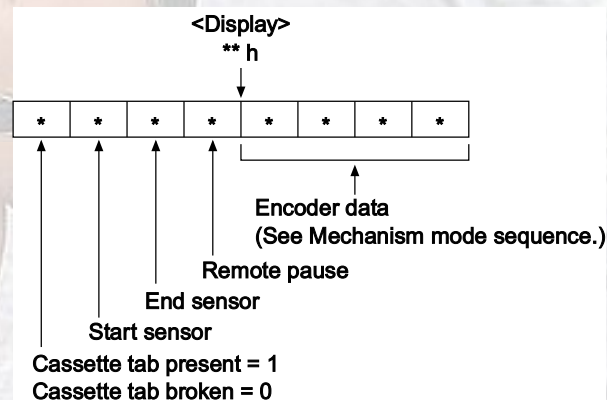 <Display>
** h
* * * * * * * *
Encoder data
(See Mechanism mode sequence.)
Remote pause
End sensor
Start sensor
Cassette tab present = 1
Cassette tab broken = 0